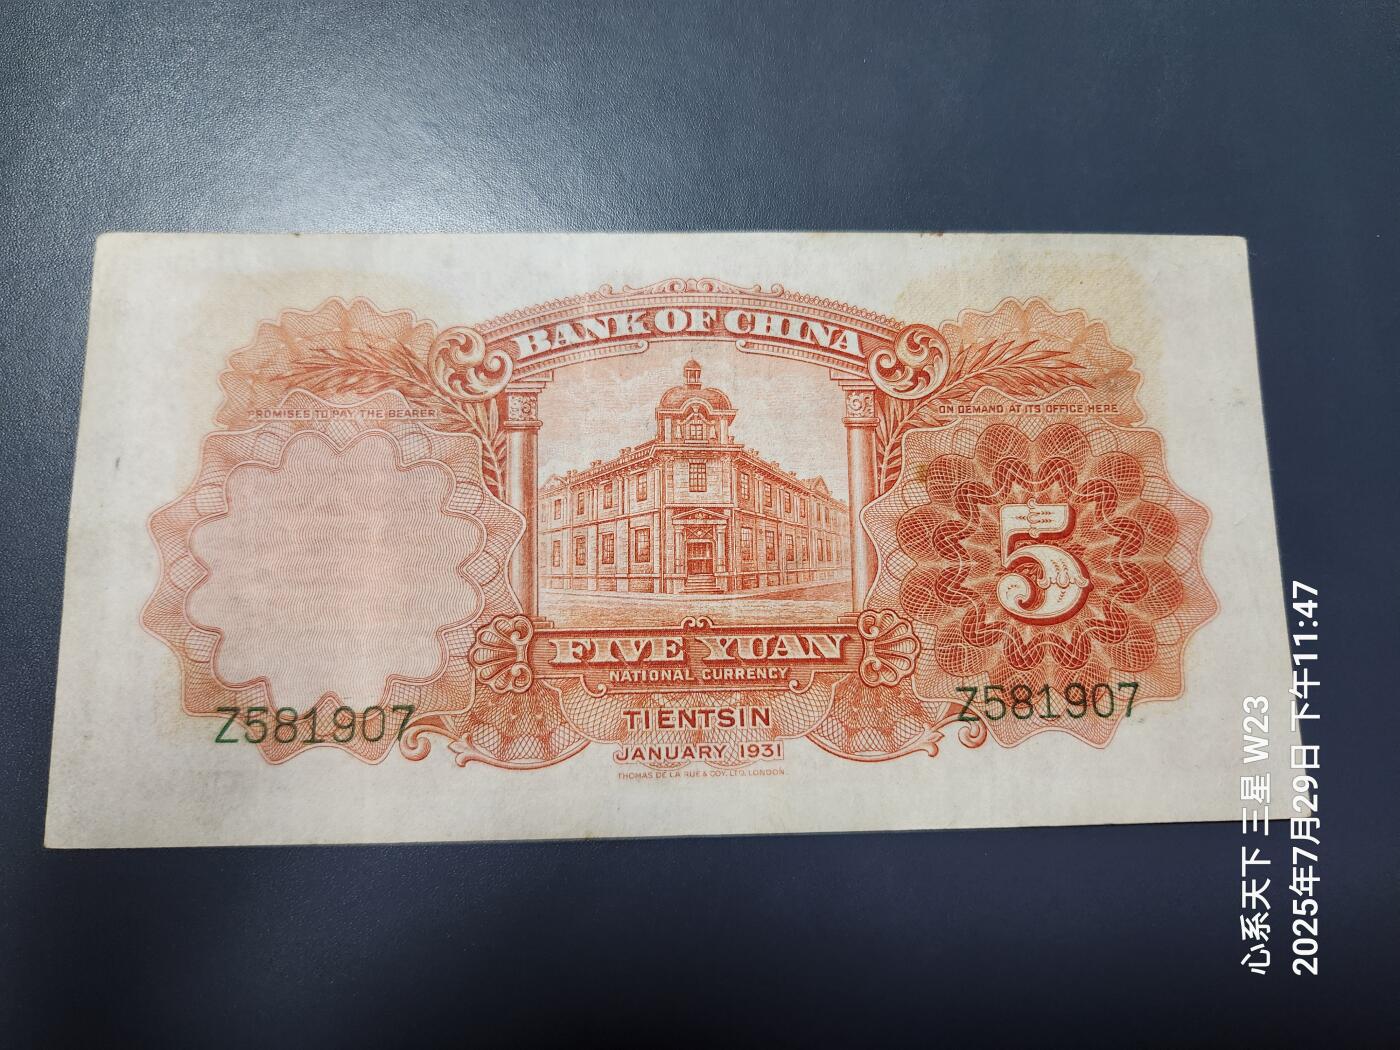 BANK OF CHINA
PROMISES TO PAY THE BEARER
ON DEMAND AT ITS OFFICE HERE
5
FIVE YUAN
NATIONAL CURRENCY
Z581907
Z581907
TIENTSIN
JANUARY 1931
THOMAS DE LA RUE & COY. LTD. LONDON.
心系天下 三星 W23
2025年7月29日 下午11:47